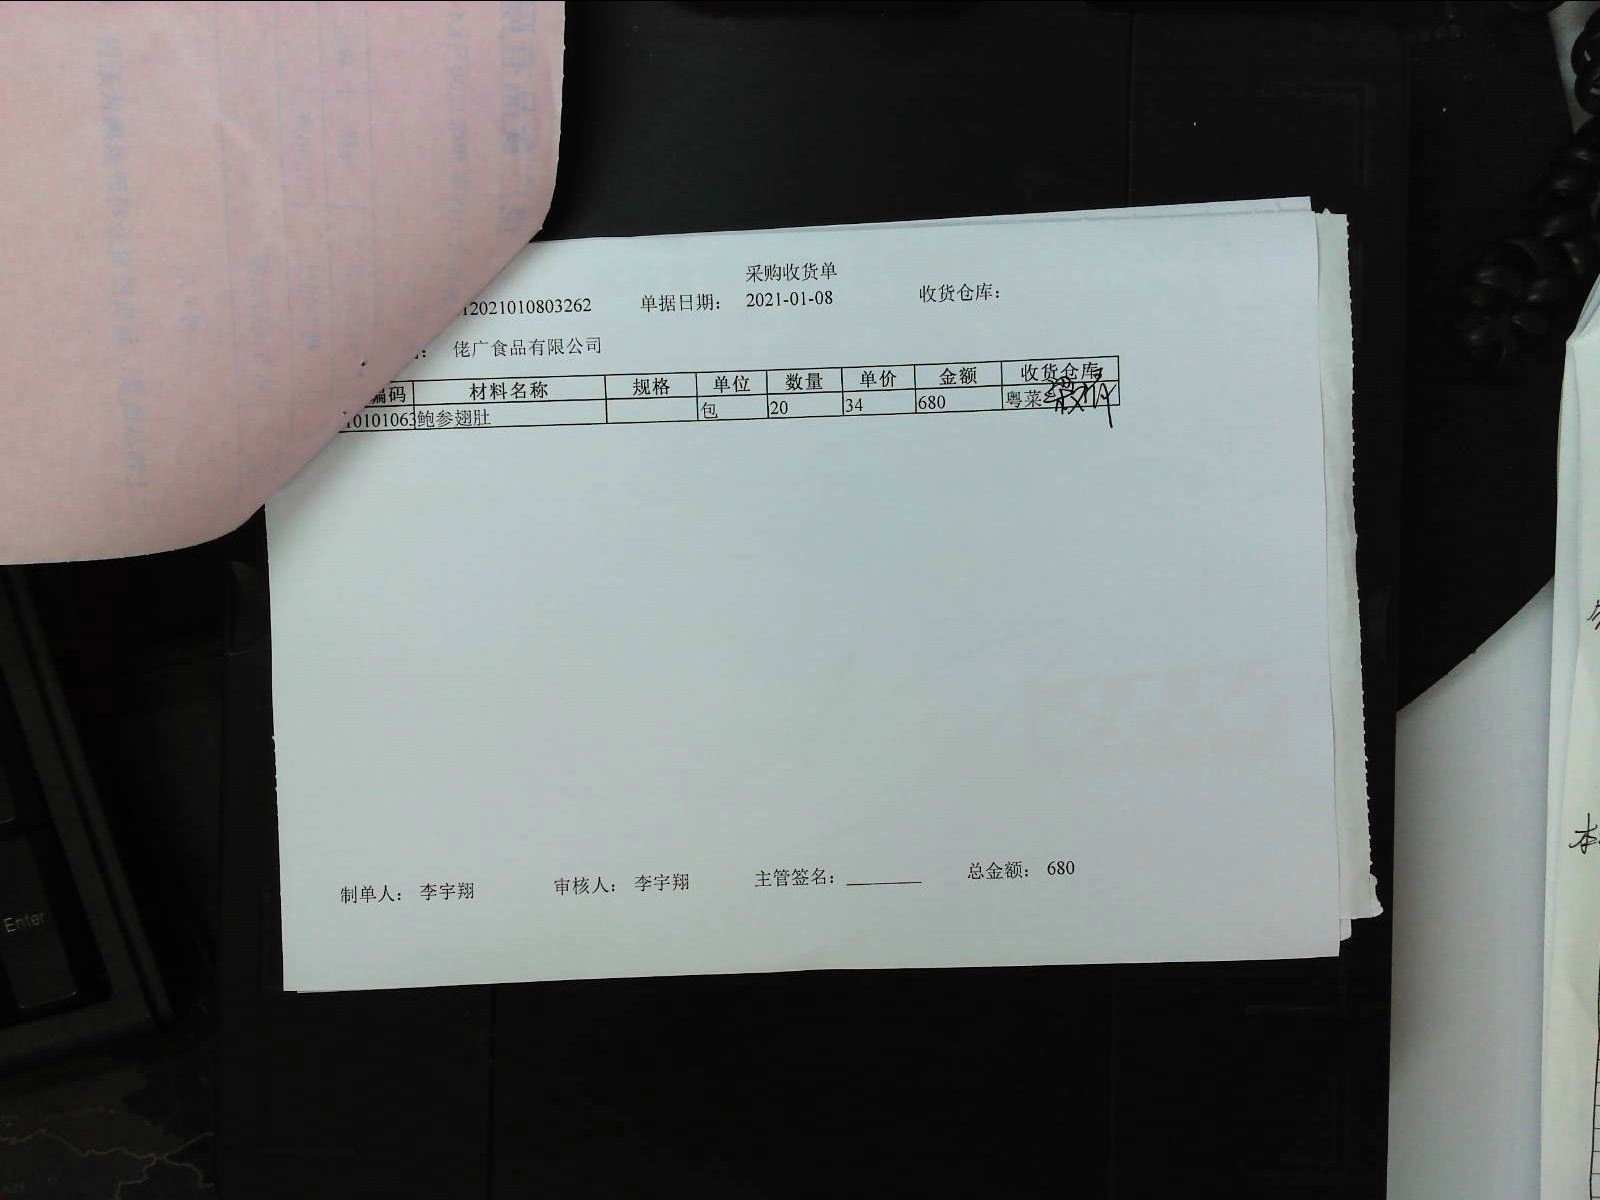 采购收货单
12021010803262 单据日期： 2021-01-08 收货仓库：
佬广食品有限公司
编码 材料名称 规格 单位 数量 单价 金额 收货仓库
10101063 鲍参翅肚 包 20 34 680 粤菜
制单人： 李宇翔 审核人： 李宇翔 主管签名： 总金额： 680
Enter